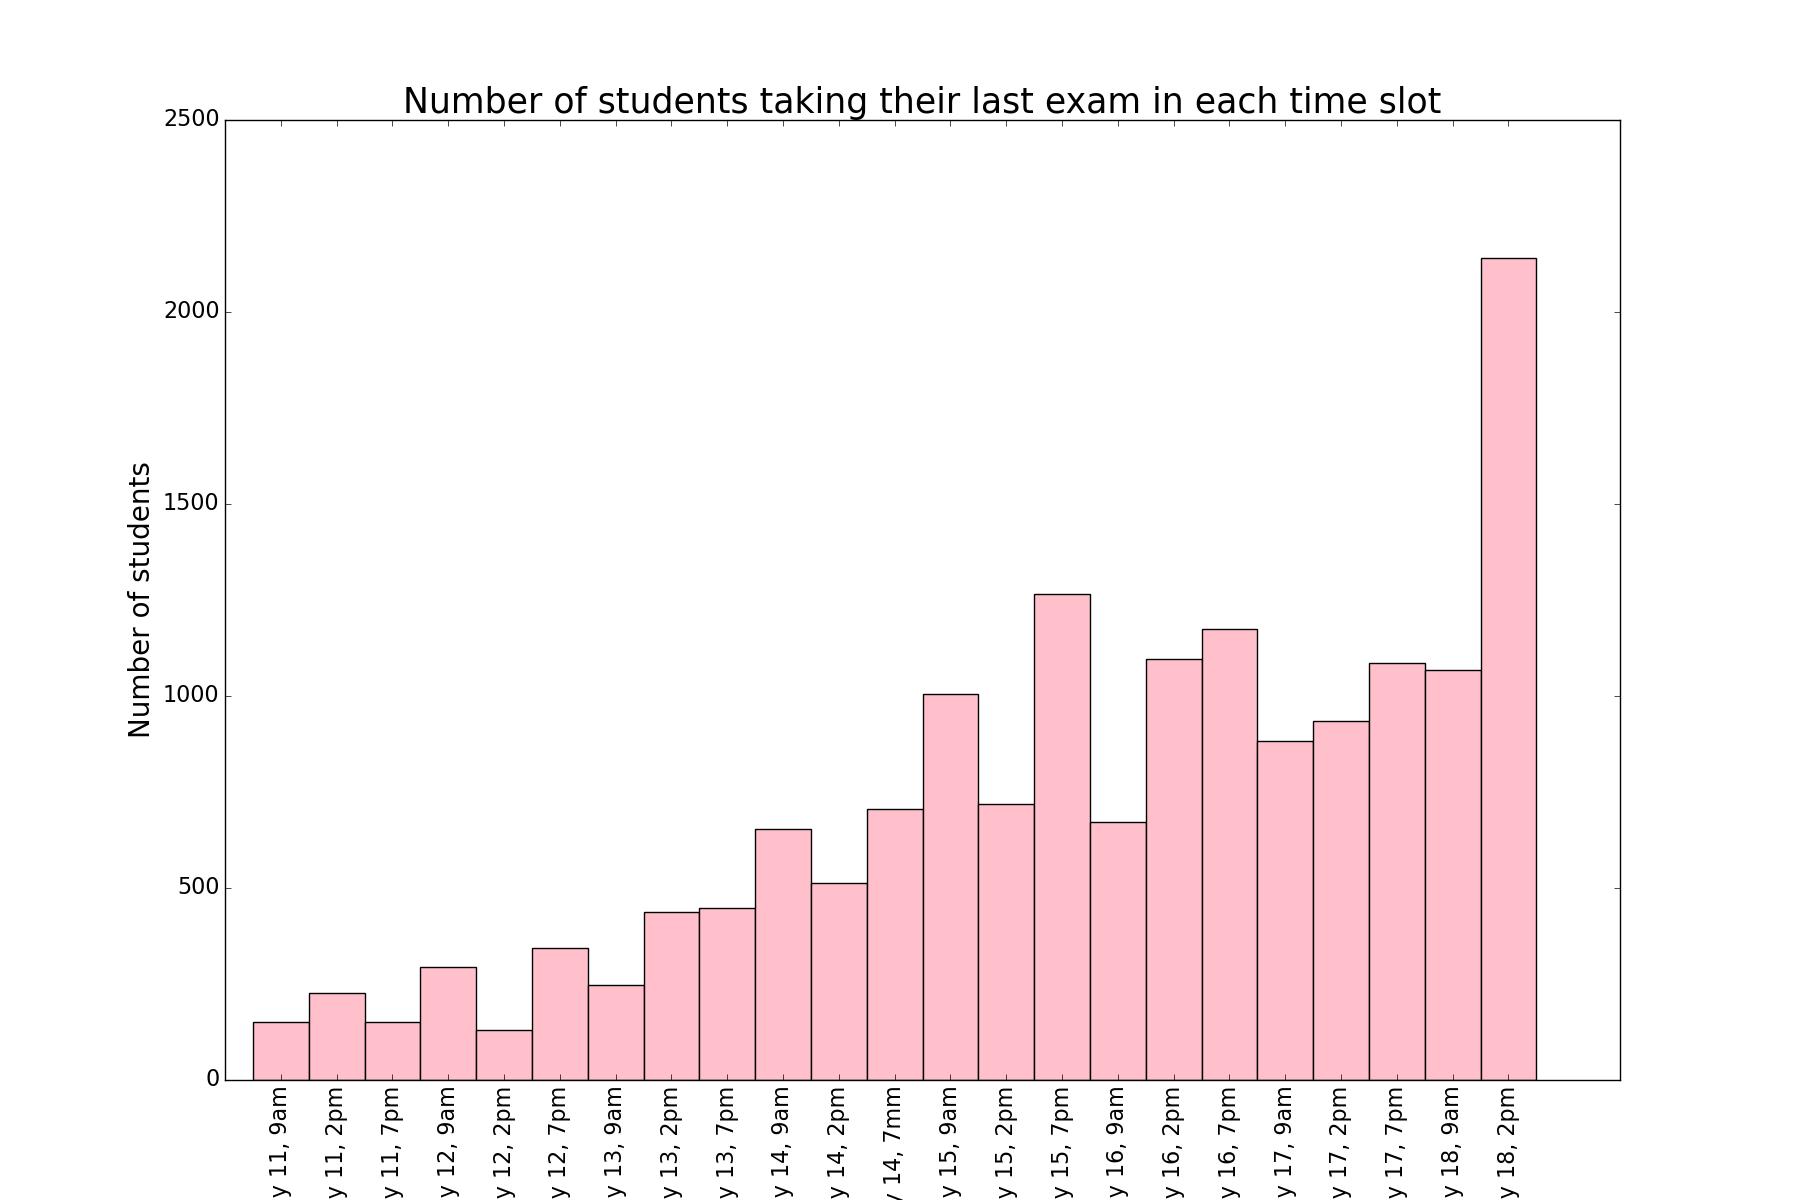 Number of students taking their last exam in each time slot
Number of students
2500
2000
1500
1000
500
0
y 11, 9am
y 11, 2pm
y 11, 7pm
y 12, 9am
y 12, 2pm
y 12, 7pm
y 13, 9am
y 13, 2pm
y 13, 7pm
y 14, 9am
y 14, 2pm
y 14, 7mm
y 15, 9am
y 15, 2pm
y 15, 7pm
y 16, 9am
y 16, 2pm
y 16, 7pm
y 17, 9am
y 17, 2pm
y 17, 7pm
y 18, 9am
y 18, 2pm